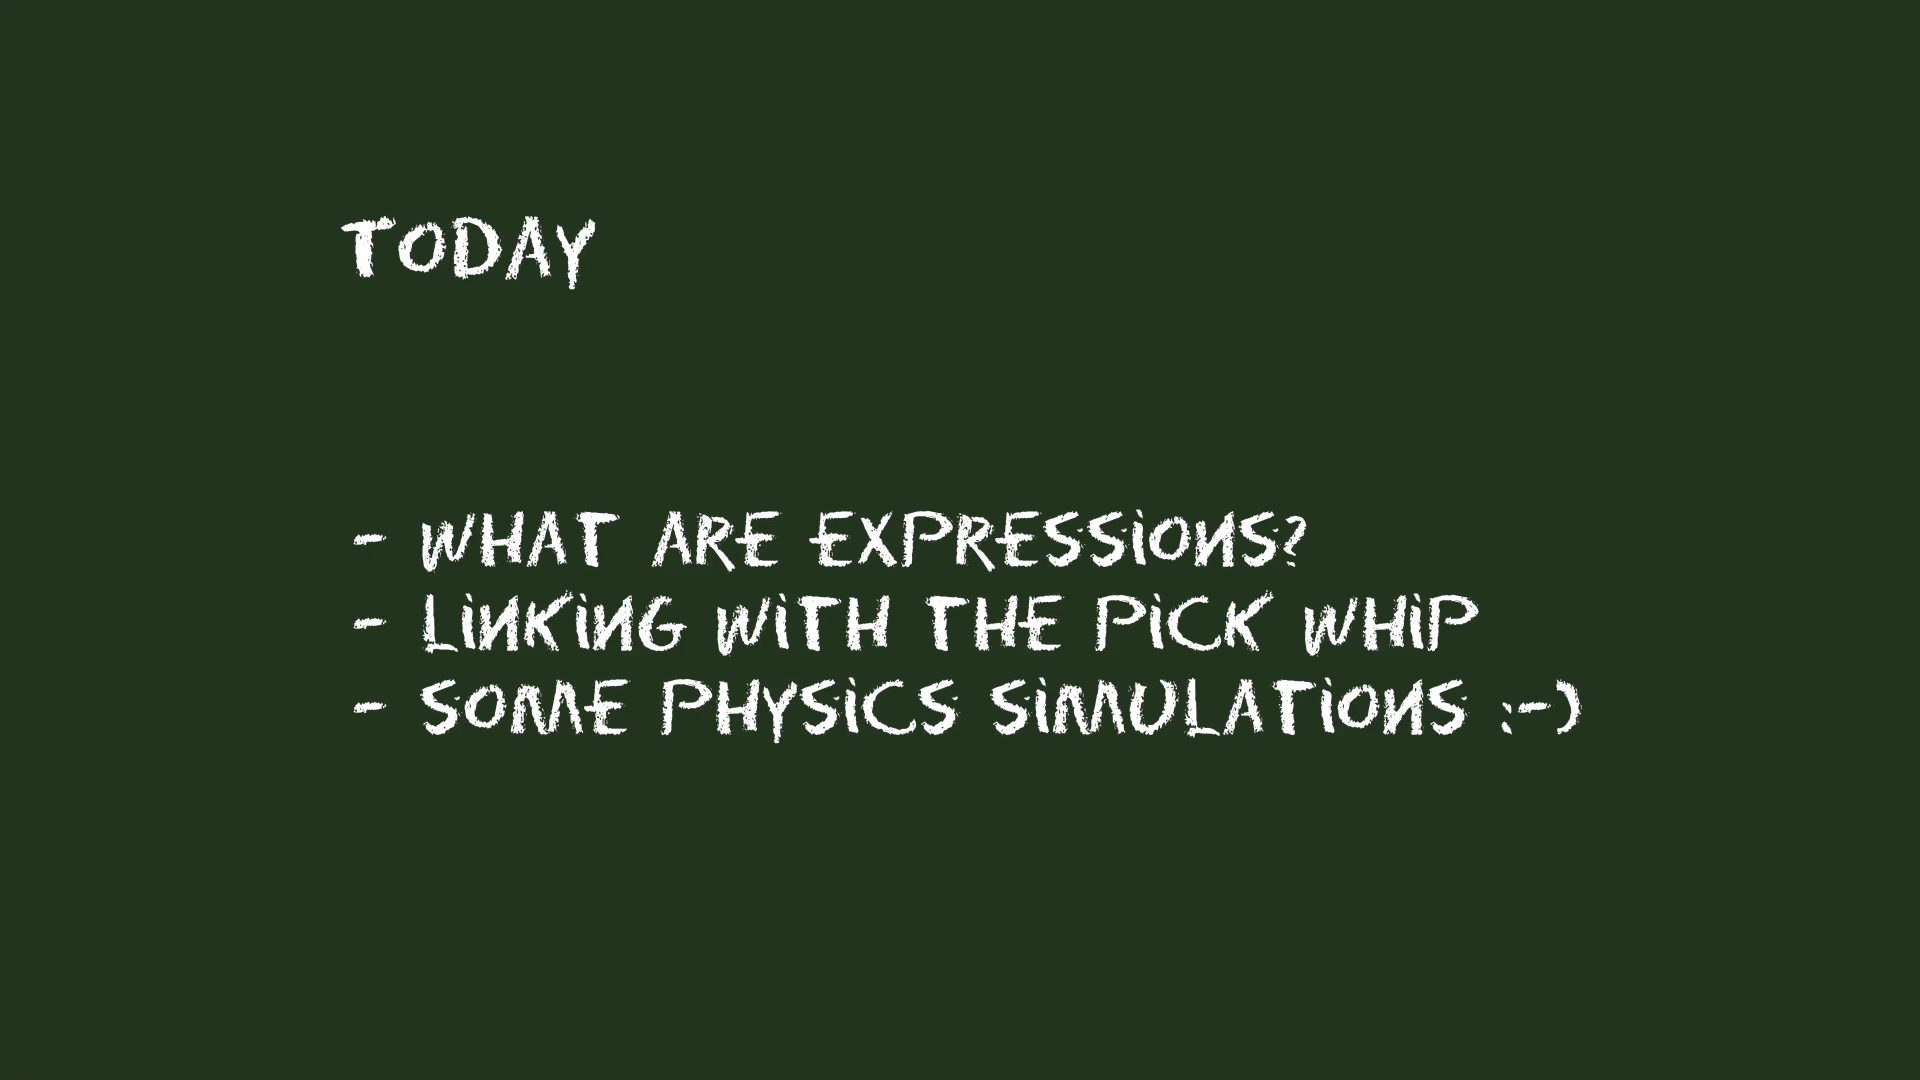 TODAY
- WHAT ARE EXPRESSIONS?
- LINKING WITH THE PICK WHIP
- SOME PHYSICS SIMULATIONS :-)